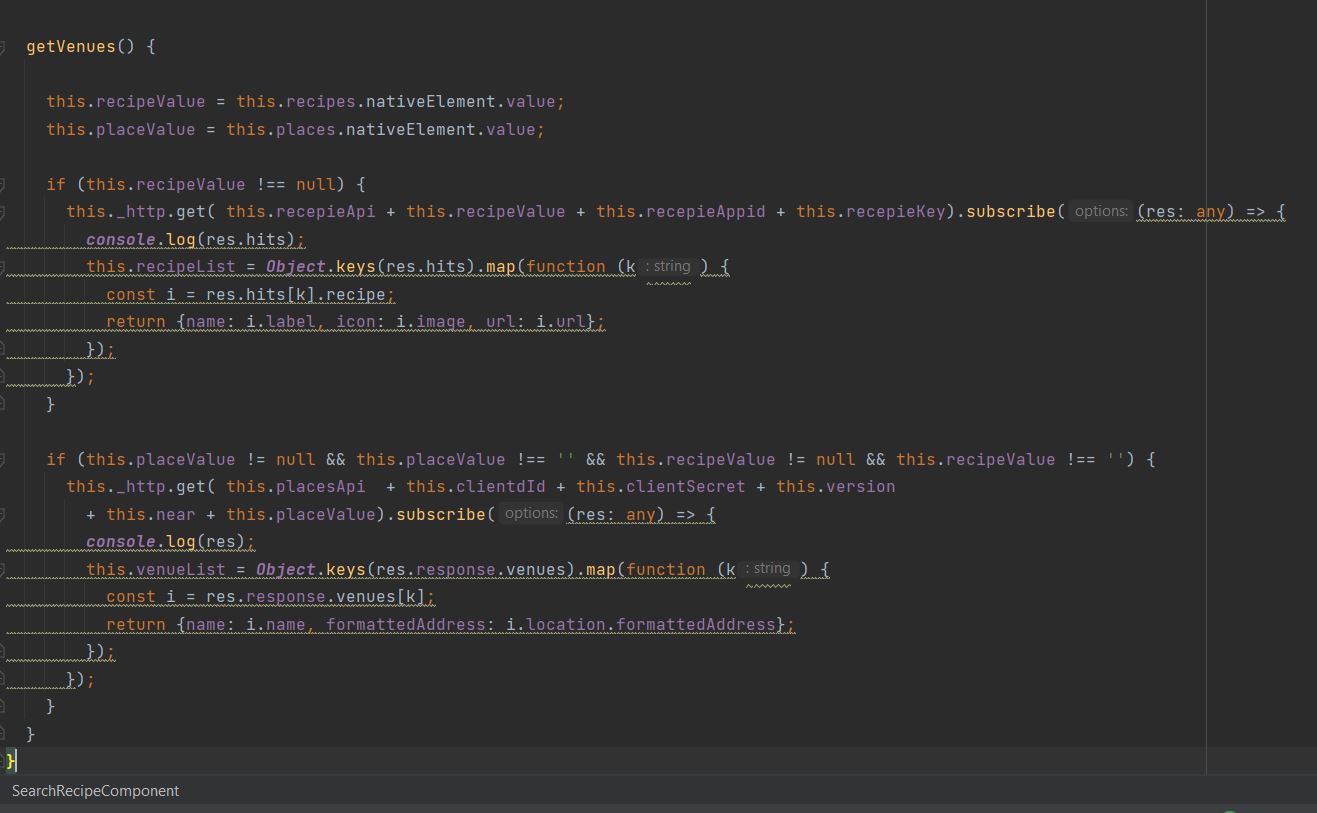 getVenues() {
this.recipeValue = this.recipes.nativeElement.value;
this.placeValue = this.places.nativeElement.value;
if (this.recipeValue !== null) {
this._http.get( this.recepieApi + this.recipeValue + this.recepieAppid + this.recepieKey).subscribe( options: (res: any) => {
console.log(res.hits);
this.recipeList = Object.keys(res.hits).map(function (k : string ) {
const i = res.hits[k].recipe;
return {name: i.label, icon: i.image, url: i.url};
});
});
}
if (this.placeValue != null && this.placeValue !== '' && this.recipeValue != null && this.recipeValue !== '') {
this._http.get( this.placesApi  + this.clientdId + this.clientSecret + this.version
+ this.near + this.placeValue).subscribe( options: (res: any) => {
console.log(res);
this.venueList = Object.keys(res.response.venues).map(function (k : string ) {
const i = res.response.venues[k];
return {name: i.name, formattedAddress: i.location.formattedAddress};
});
});
}
}
}
SearchRecipeComponent